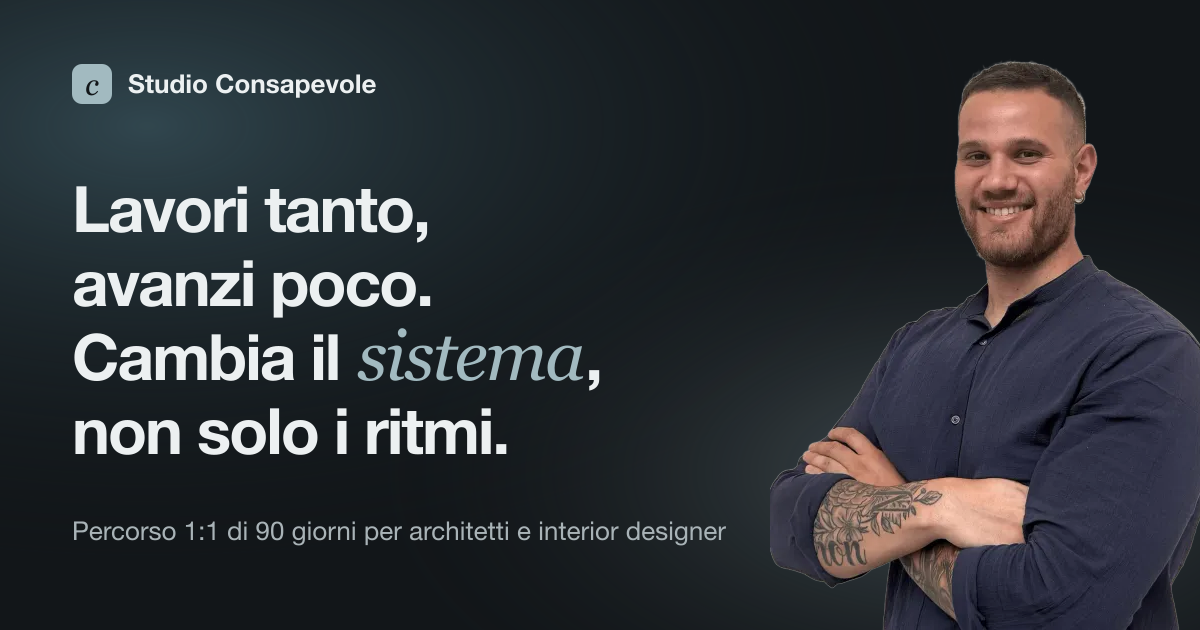 c Studio Consapevole
Lavori tanto,
avanzi poco.
Cambia il sistema,
non solo i ritmi.
Percorso 1:1 di 90 giorni per architetti e interior designer